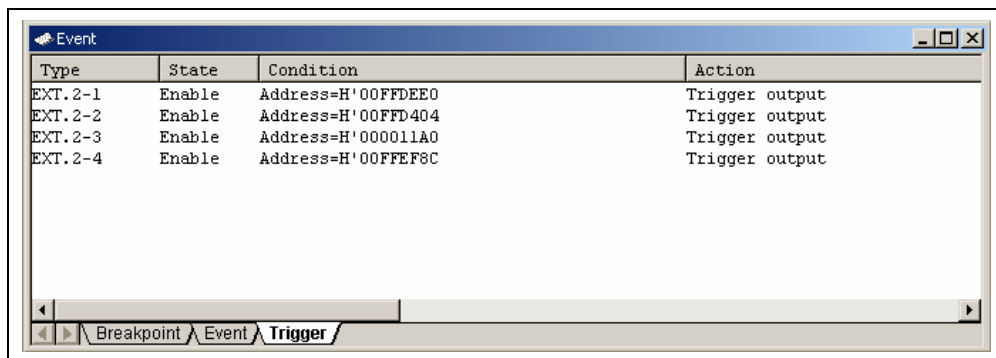 Event
Type State Condition Action
EXT.2-1 Enable Address=H'00FFDEE0 Trigger output
EXT.2-2 Enable Address=H'00FFD404 Trigger output
EXT.2-3 Enable Address=H'000011A0 Trigger output
EXT.2-4 Enable Address=H'00FFEF8C Trigger output
Breakpoint Event Trigger